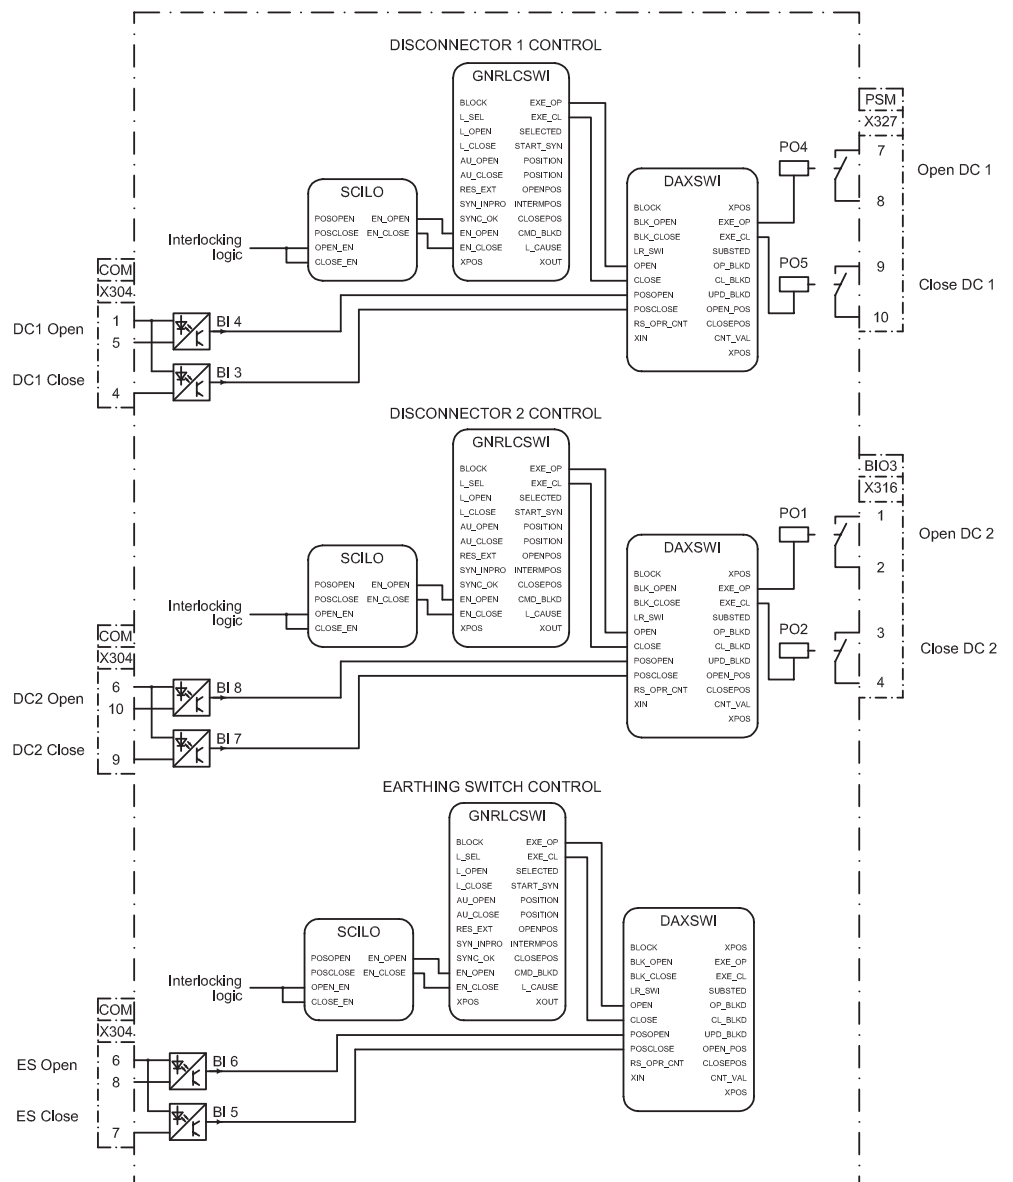 DISCONNECTOR 1 CONTROL
GNRLCSWI
BLOCK EXE_OP
L_SEL EXE_CL
L_OPEN SELECTED
L_CLOSE START_SYN
AU_OPEN POSITION
AU_CLOSE POSITION
RES_EXT OPENPOS
SYN_INPRO INTERMPOS
SYNC_OK CLOSEPOS
EN_OPEN CMD_BLKD
EN_CLOSE L_CAUSE
XPOS XOUT
SCILO
POSOPEN EN_OPEN
POSCLOSE EN_CLOSE
OPEN_EN
CLOSE_EN
Interlocking
logic
DAXSWI
BLOCK XPOS
BLK_OPEN EXE_OP
BLK_CLOSE EXE_CL
LR_SWI SUBSTED
OPEN OP_BLKD
CLOSE CL_BLKD
POSOPEN UPD_BLKD
POSCLOSE OPEN_POS
RS_OPR_CNT CLOSEPOS
XIN CNT_VAL
XPOS
PSM
X327
PO4
7
8
Open DC 1
PO5
9
10
Close DC 1
COM
X304
DC1 Open
1
5
BI 4
DC1 Close
4
BI 3
DISCONNECTOR 2 CONTROL
GNRLCSWI
BLOCK EXE_OP
L_SEL EXE_CL
L_OPEN SELECTED
L_CLOSE START_SYN
AU_OPEN POSITION
AU_CLOSE POSITION
RES_EXT OPENPOS
SYN_INPRO INTERMPOS
SYNC_OK CLOSEPOS
EN_OPEN CMD_BLKD
EN_CLOSE L_CAUSE
XPOS XOUT
SCILO
POSOPEN EN_OPEN
POSCLOSE EN_CLOSE
OPEN_EN
CLOSE_EN
Interlocking
logic
DAXSWI
BLOCK XPOS
BLK_OPEN EXE_OP
BLK_CLOSE EXE_CL
LR_SWI SUBSTED
OPEN OP_BLKD
CLOSE CL_BLKD
POSOPEN UPD_BLKD
POSCLOSE OPEN_POS
RS_OPR_CNT CLOSEPOS
XIN CNT_VAL
XPOS
BIO3
X316
PO1
1
2
Open DC 2
PO2
3
4
Close DC 2
COM
X304
DC2 Open
6
10
BI 8
DC2 Close
9
BI 7
EARTHING SWITCH CONTROL
GNRLCSWI
BLOCK EXE_OP
L_SEL EXE_CL
L_OPEN SELECTED
L_CLOSE START_SYN
AU_OPEN POSITION
AU_CLOSE POSITION
RES_EXT OPENPOS
SYN_INPRO INTERMPOS
SYNC_OK CLOSEPOS
EN_OPEN CMD_BLKD
EN_CLOSE L_CAUSE
XPOS XOUT
SCILO
POSOPEN EN_OPEN
POSCLOSE EN_CLOSE
OPEN_EN
CLOSE_EN
Interlocking
logic
DAXSWI
BLOCK XPOS
BLK_OPEN EXE_OP
BLK_CLOSE EXE_CL
LR_SWI SUBSTED
OPEN OP_BLKD
CLOSE CL_BLKD
POSOPEN UPD_BLKD
POSCLOSE OPEN_POS
RS_OPR_CNT CLOSEPOS
XIN CNT_VAL
XPOS
COM
X304
ES Open
6
8
BI 6
ES Close
7
BI 5